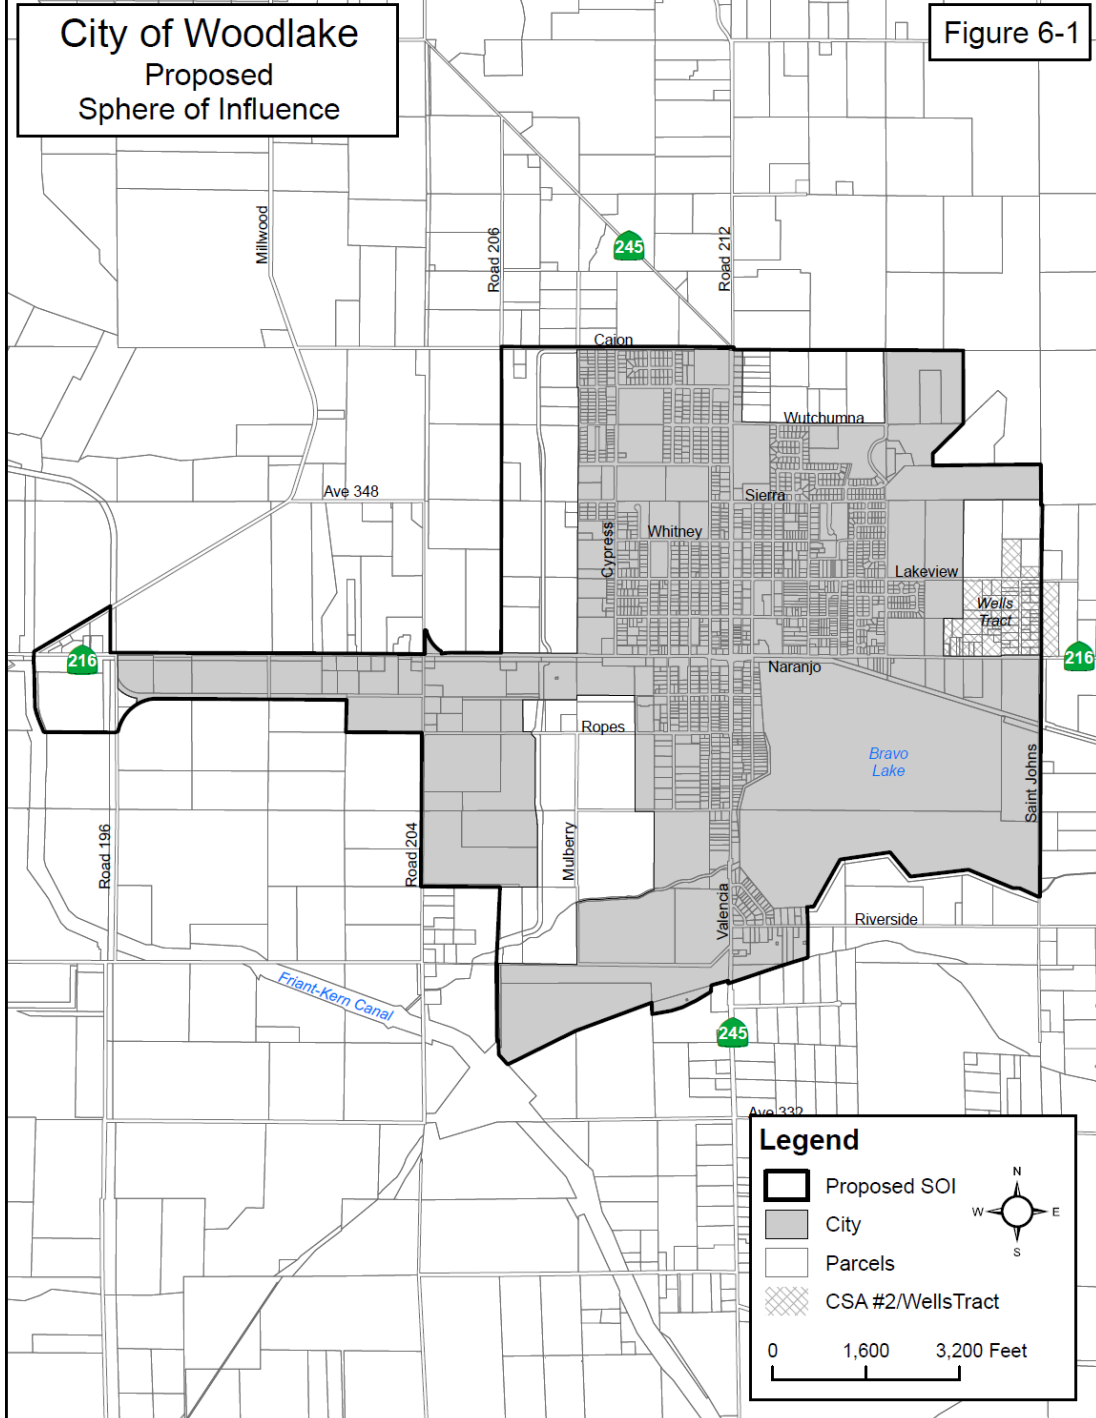 City of Woodlake
Proposed
Sphere of Influence
Figure 6-1
Millwood
Road 206
245
Road 212
Cajon
Wutchumna
Ave 348
Sierra
Whitney
Cypress
Lakeview
Wells
Tract
216
Naranjo
216
Ropes
Bravo
Lake
Saint Johns
Road 196
Road 204
Mulberry
Valencia
Riverside
Friant-Kern Canal
245
Ave 332
Legend
Proposed SOI
City
Parcels
CSA #2/WellsTract
N
W
E
S
0
1,600
3,200 Feet